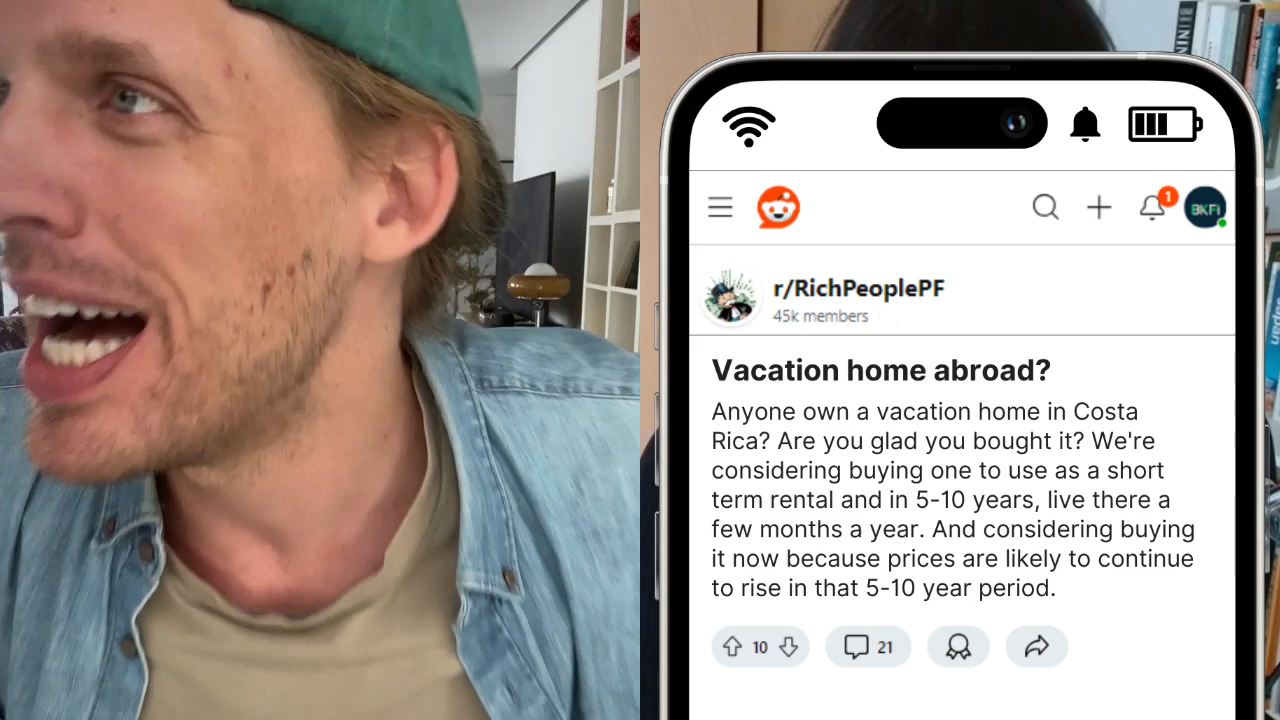 BKFi
1
r/RichPeoplePF
45k members
Vacation home abroad?
Anyone own a vacation home in Costa
Rica? Are you glad you bought it? We're
considering buying one to use as a short
term rental and in 5-10 years, live there a
few months a year. And considering buying
it now because prices are likely to continue
to rise in that 5-10 year period.
10
21